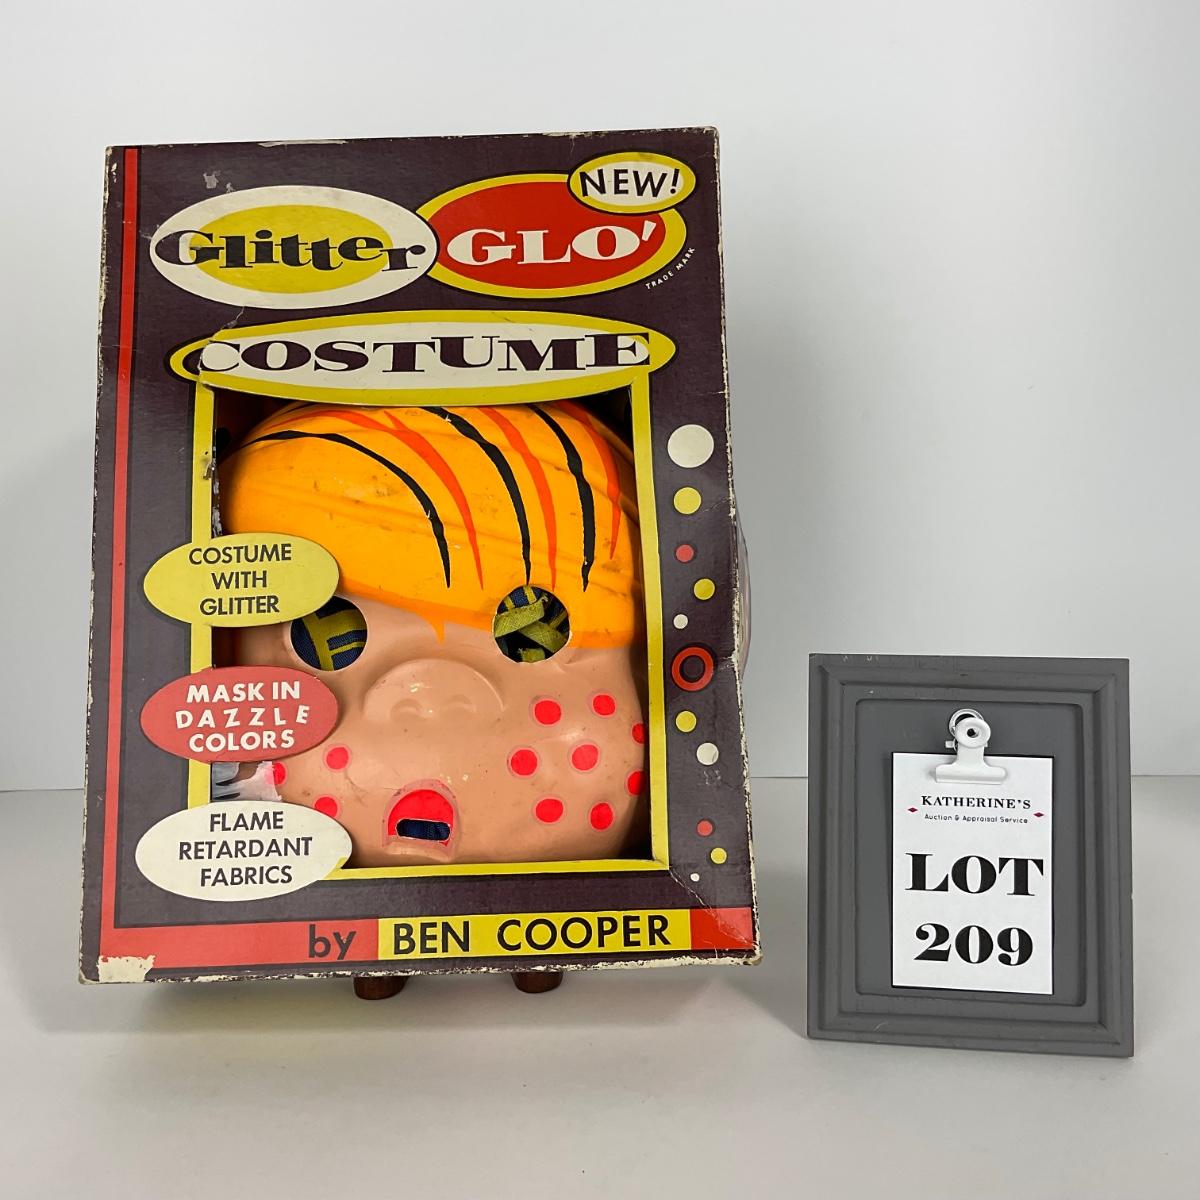 NEW!
Glitter GLO'
TRADE MARK
COSTUME
COSTUME
WITH
GLITTER
MASK IN
DAZZLE
COLORS
FLAME
RETARDANT
FABRICS
by BEN COOPER
KATHERINE'S
Auction & Appraisal Service
LOT
209